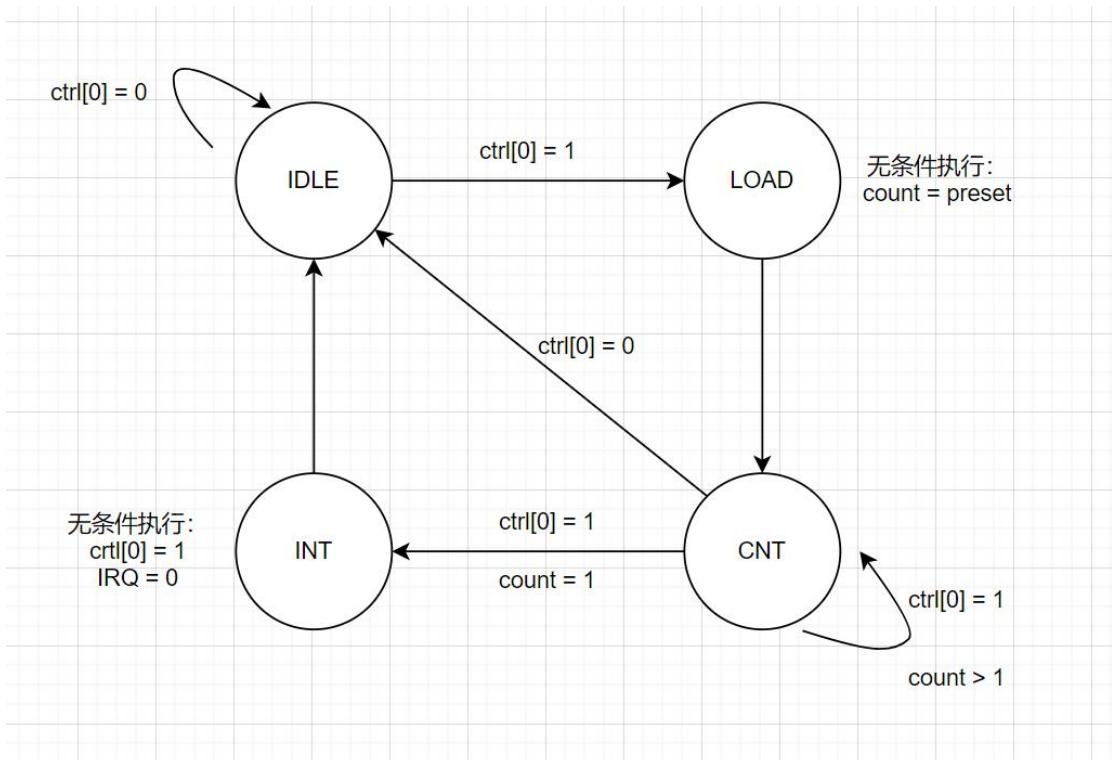 ctrl[0] = 0
IDLE
ctrl[0] = 1
LOAD
无条件执行：
count = preset
ctrl[0] = 0
无条件执行：
crtl[0] = 1
IRQ = 0
INT
ctrl[0] = 1
count = 1
CNT
ctrl[0] = 1
count > 1